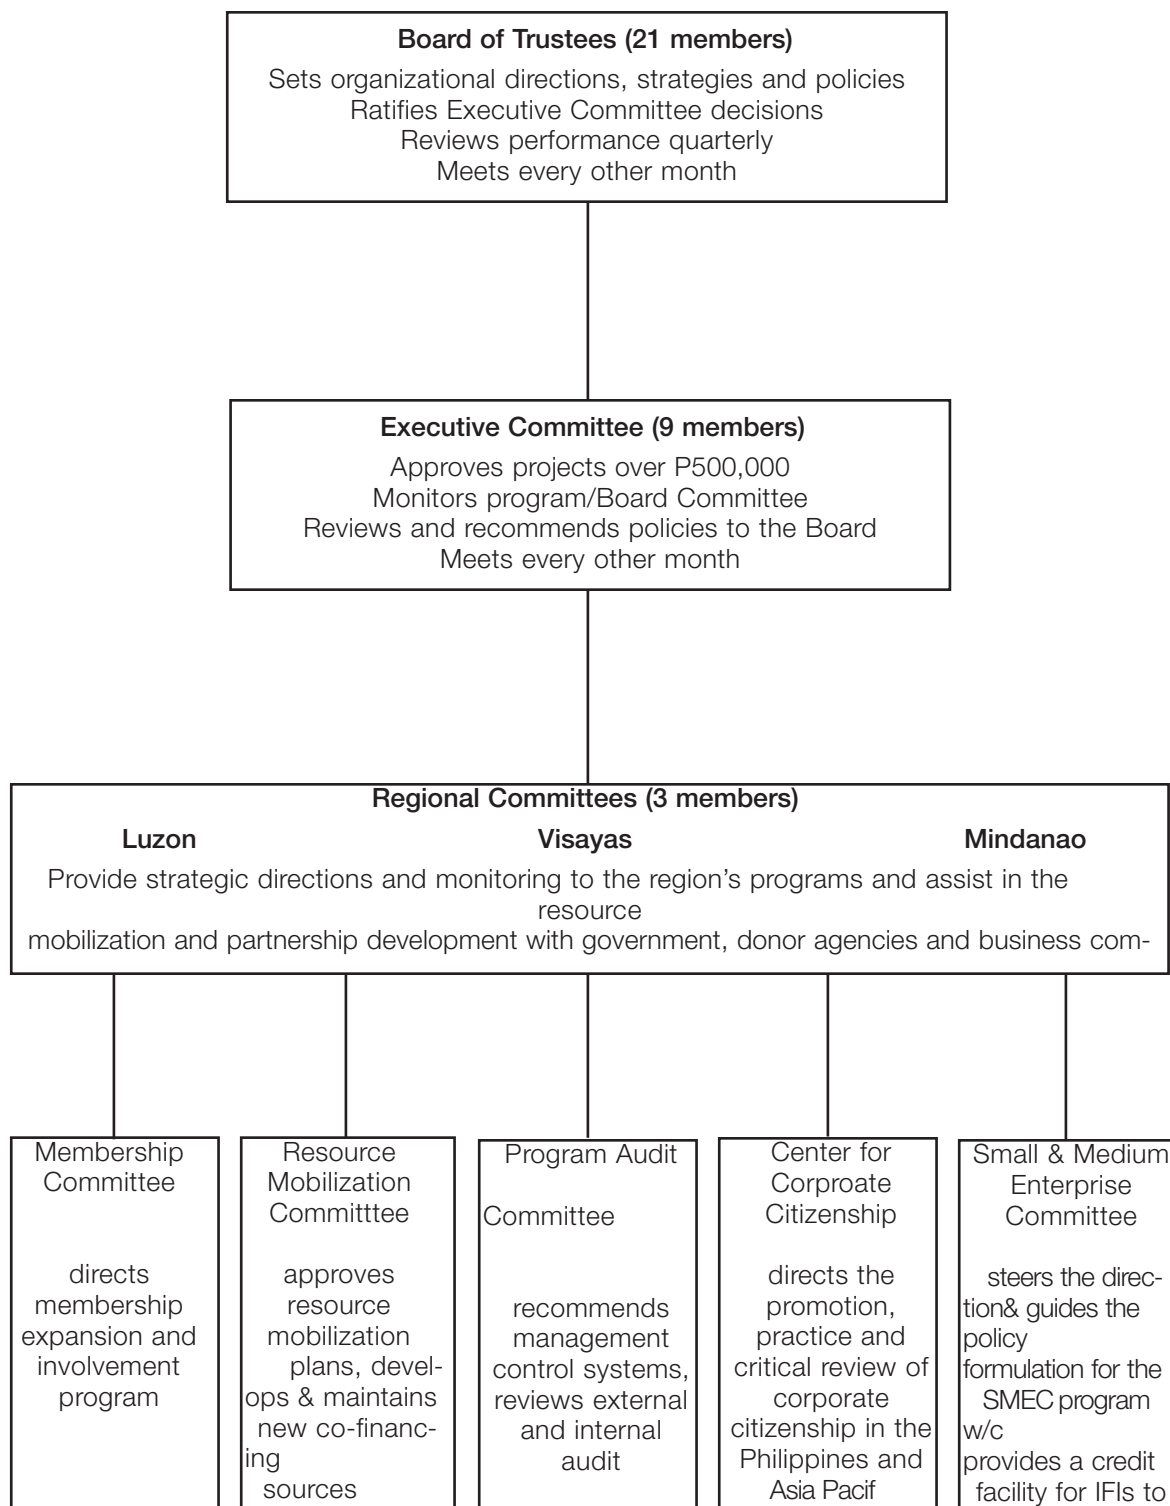 Board of Trustees (21 members)
Sets organizational directions, strategies and policies
Ratifies Executive Committee decisions
Reviews performance quarterly
Meets every other month
Executive Committee (9 members)
Approves projects over P500,000
Monitors program/Board Committee
Reviews and recommends policies to the Board
Meets every other month
Regional Committees (3 members)
Luzon Visayas Mindanao
Provide strategic directions and monitoring to the region's programs and assist in the
resource
mobilization and partnership development with government, donor agencies and business com-
Membership
Committee
directs
membership
expansion and
involvement
program
Resource
Mobilization
Committtee
approves
resource
mobilization
plans, devel-
ops & maintains
new co-financ-
ing
sources
Program Audit
Committee
recommends
management
control systems,
reviews external
and internal
audit
Center for
Corproate
Citizenship
directs the
promotion,
practice and
critical review of
corporate
citizenship in the
Philippines and
Asia Pacif
Small & Medium
Enterprise
Committee
steers the direc-
tion& guides the
policy
formulation for the
SMEC program
w/c
provides a credit
facility for IFIs to